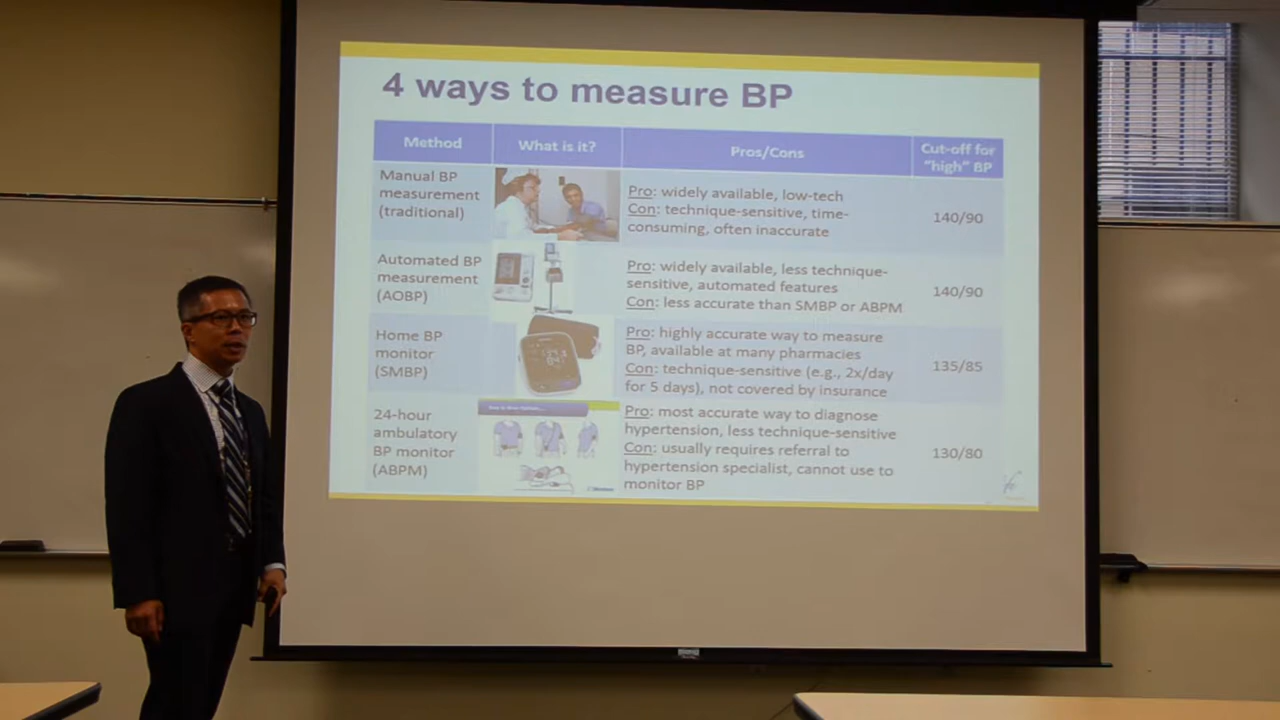 4 ways to measure BP
Method
What is it?
Pros/Cons
Cut-off for
"high" BP
Manual BP
measurement
(traditional)
Pro: widely available, low-tech
Con: technique-sensitive, time-
consuming, often inaccurate
140/90
Automated BP
measurement
(AOBP)
Pro: widely available, less technique-
sensitive, automated features
Con: less accurate than SMBP or ABPM
140/90
Home BP
monitor
(SMBP)
Pro: highly accurate way to measure
BP, available at many pharmacies
Con: technique-sensitive (e.g., 2x/day
for 5 days), not covered by insurance
135/85
24-hour
ambulatory
BP monitor
(ABPM)
Pro: most accurate way to diagnose
hypertension, less technique-sensitive
Con: usually requires referral to
hypertension specialist, cannot use to
monitor BP
130/80